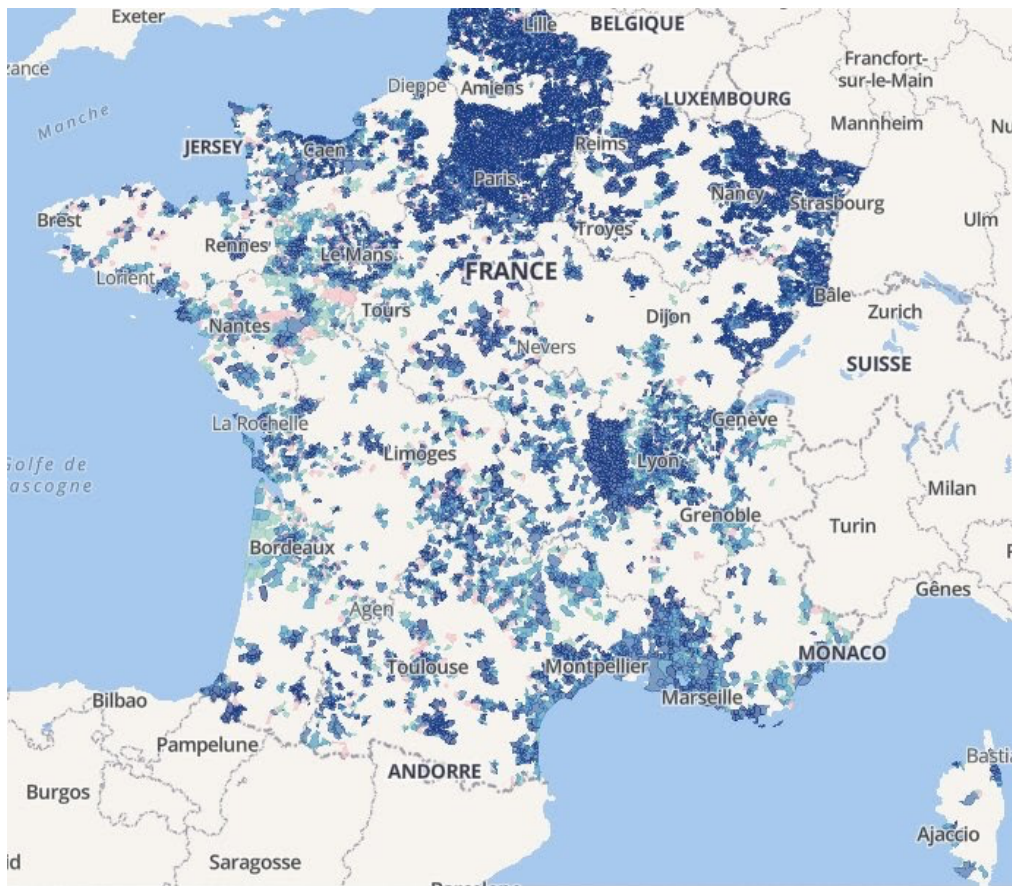 Exeter
Lille
BELGIQUE
Francfort-
sur-le-Main
zance
Dieppe
Amiens
LUXEMBOURG
Manche
Mannheim
Nu
JERSEY
Caen
Reims
Paris
Nancy
Strasbourg
Brest
Ulm
Rennes
Le Mans
Troyes
Lorient
FRANCE
Bâle
Nantes
Tours
Dijon
Zurich
Nevers
SUISSE
La Rochelle
Genève
Limoges
Lyon
Golfe de
ascogne
Milan
Grenoble
Turin
Bordeaux
Gênes
Agen
MONACO
Toulouse
Montpellier
Marseille
Bilbao
Pampelune
Bastia
ANDORRE
Burgos
Ajaccio
id
Saragosse